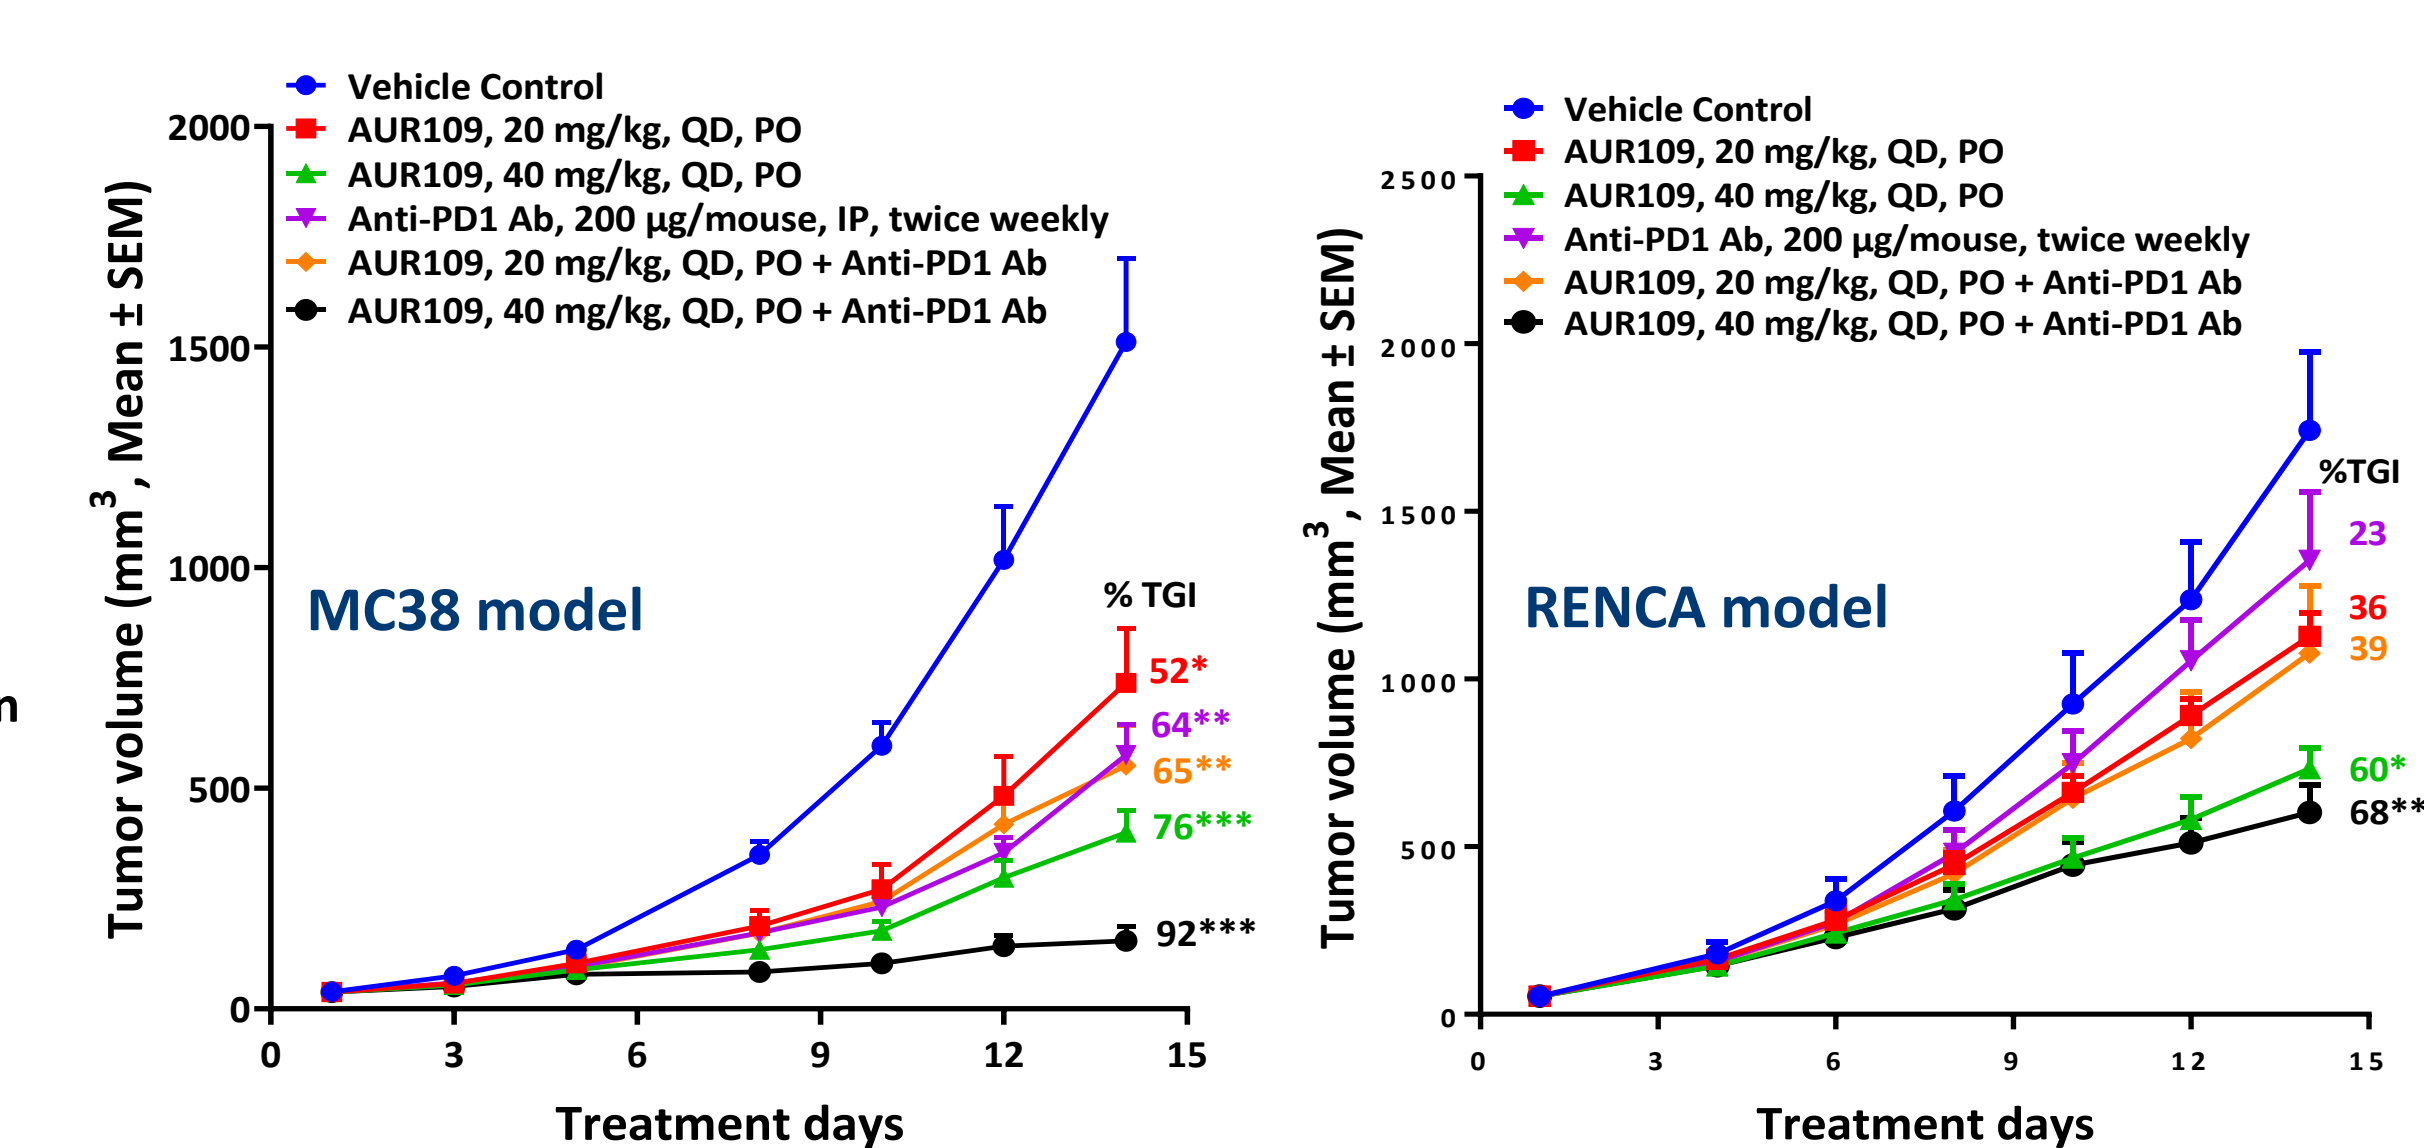 Vehicle Control
AUR109, 20 mg/kg, QD, PO
AUR109, 40 mg/kg, QD, PO
Anti-PD1 Ab, 200 µg/mouse, IP, twice weekly
AUR109, 20 mg/kg, QD, PO + Anti-PD1 Ab
AUR109, 40 mg/kg, QD, PO + Anti-PD1 Ab
Tumor volume (mm³, Mean ± SEM)
2000
1500
1000
500
0
MC38 model
% TGI
52*
64**
65**
76***
92***
0 3 6 9 12 15
Treatment days
Vehicle Control
AUR109, 20 mg/kg, QD, PO
AUR109, 40 mg/kg, QD, PO
Anti-PD1 Ab, 200 µg/mouse, twice weekly
AUR109, 20 mg/kg, QD, PO + Anti-PD1 Ab
AUR109, 40 mg/kg, QD, PO + Anti-PD1 Ab
Tumor volume (mm³, Mean ± SEM)
2500
2000
1500
1000
500
0
RENCA model
%TGI
23
36
39
60*
68**
0 3 6 9 12 15
Treatment days